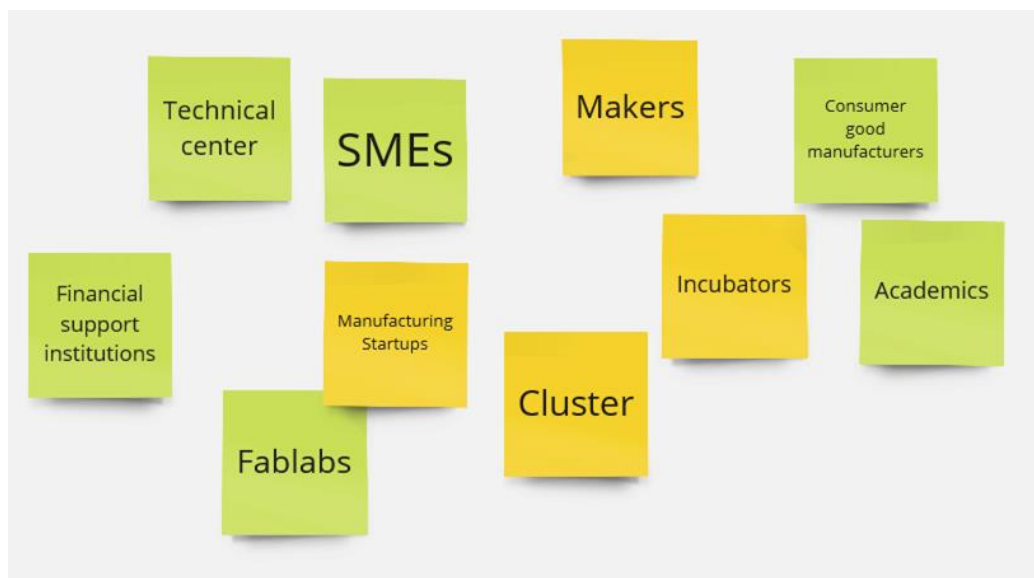 Technical
center
SMEs
Makers
Consumer
good
manufacturers
Financial
support
institutions
Manufacturing
Startups
Incubators
Academics
Cluster
Fablabs